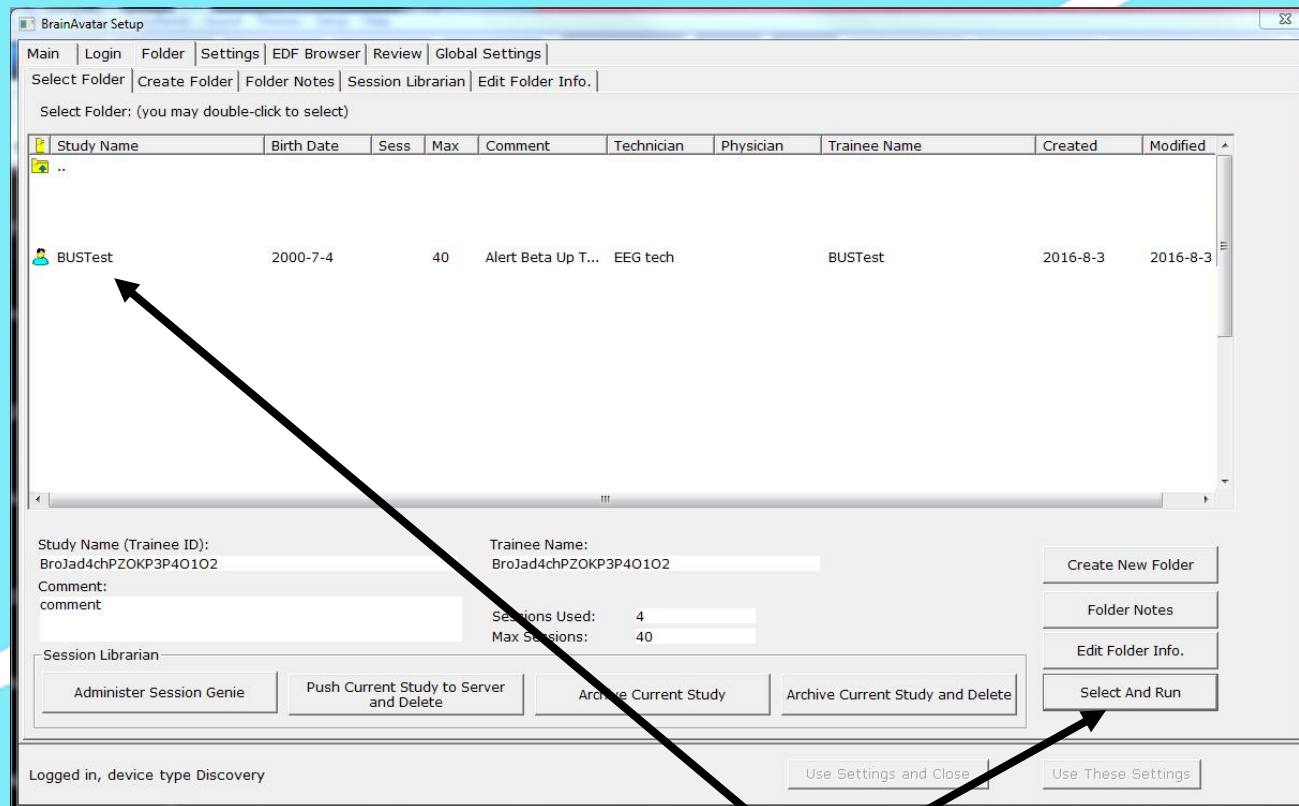 BrainAvatar Setup
Main Login Folder Settings EDF Browser Review Global Settings
Select Folder Create Folder Folder Notes Session Librarian Edit Folder Info.
Select Folder: (you may double-click to select)
Study Name Birth Date Sess Max Comment Technician Physician Trainee Name Created Modified
..
BUSTest 2000-7-4 40 Alert Beta Up T... EEG tech BUSTest 2016-8-3 2016-8-3
Study Name (Trainee ID): Trainee Name:
BroJad4chPZOKP3P4O1O2 BroJad4chPZOKP3P4O1O2
Create New Folder
Comment:
comment
Folder Notes
Sessions Used: 4
Max Sessions: 40
Edit Folder Info.
Session Librarian
Administer Session Genie
Push Current Study to Server
and Delete
Archive Current Study
Archive Current Study and Delete
Select And Run
Logged in, device type Discovery
Use Settings and Close
Use These Settings